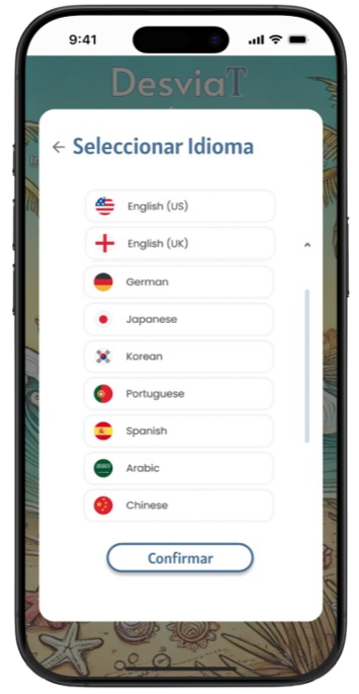 9:41
DesviaT
← Seleccionar Idioma
English (US)
English (UK)
German
Japanese
Korean
Portuguese
Spanish
Arabic
Chinese
Confirmar